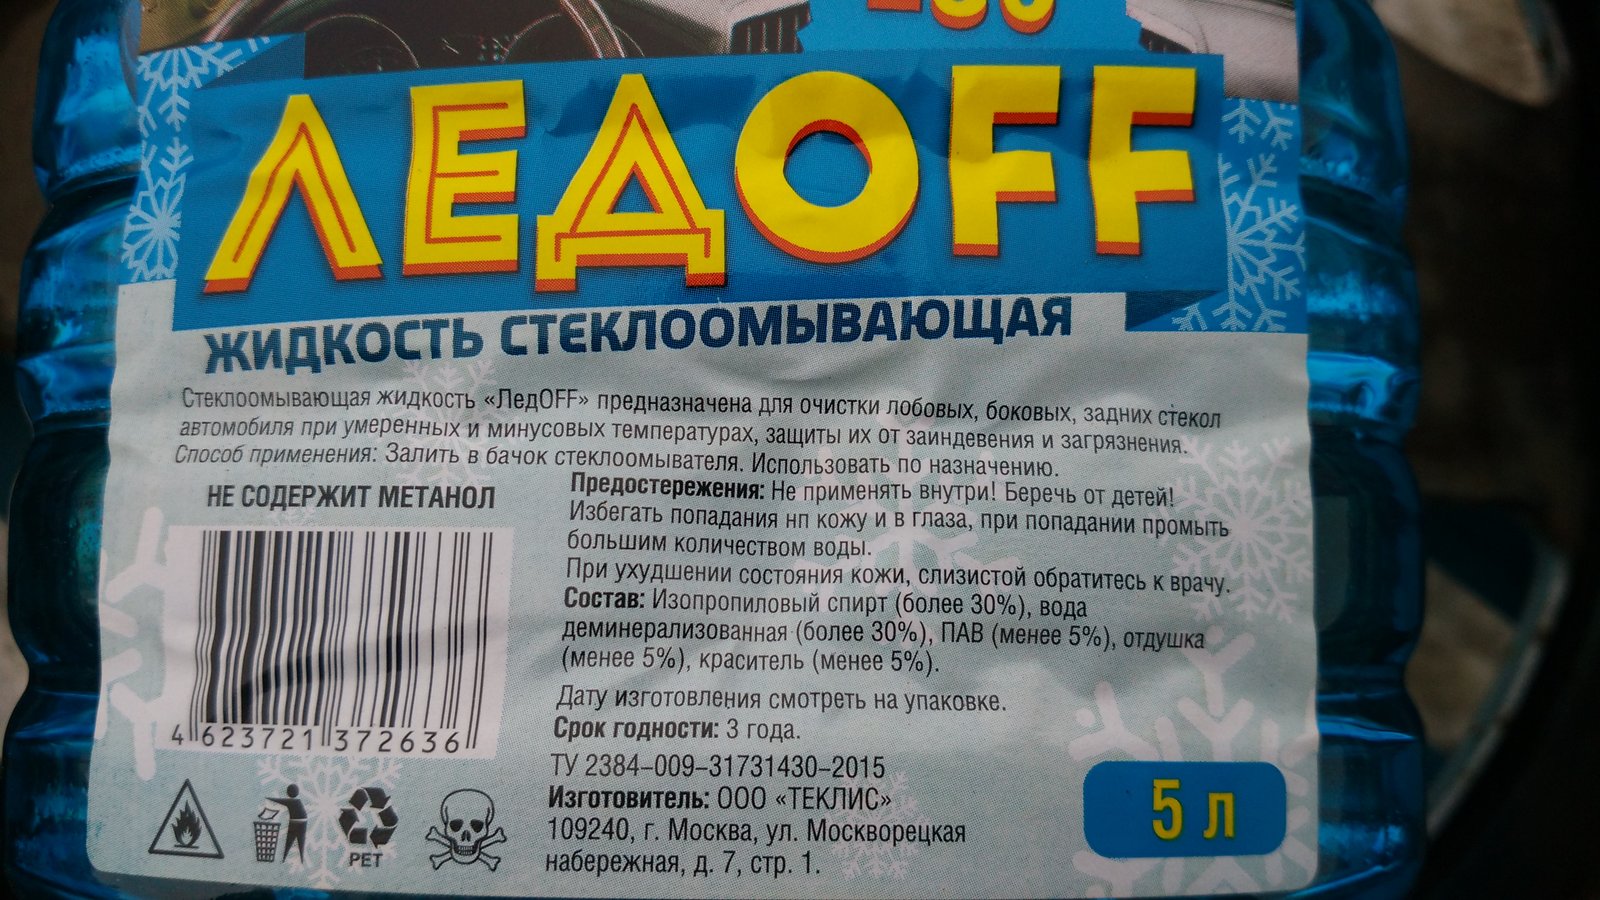 ЛЕДOFF
ЖИДКОСТЬ СТЕКЛООМЫВАЮЩАЯ
Стеклоомывающая жидкость «ЛедOFF» предназначена для очистки лобовых, боковых, задних стекол
автомобиля при умеренных и минусовых температурах, защиты их от заиндевения и загрязнения.
Способ применения: Залить в бачок стеклоомывателя. Использовать по назначению.
НЕ СОДЕРЖИТ МЕТАНОЛ
Предостережения: Не применять внутри! Беречь от детей!
Избегать попадания нп кожу и в глаза, при попадании промыть
большим количеством воды.
При ухудшении состояния кожи, слизистой обратитесь к врачу.
Состав: Изопропиловый спирт (более 30%), вода
деминерализованная (более 30%), ПАВ (менее 5%), отдушка
(менее 5%), краситель (менее 5%).
Дату изготовления смотреть на упаковке.
Срок годности: 3 года.
ТУ 2384-009-31731430-2015
Изготовитель: ООО «ТЕКЛИС»
109240, г. Москва, ул. Москворецкая
набережная, д. 7, стр. 1.
4 623721 372636
PET
5 л